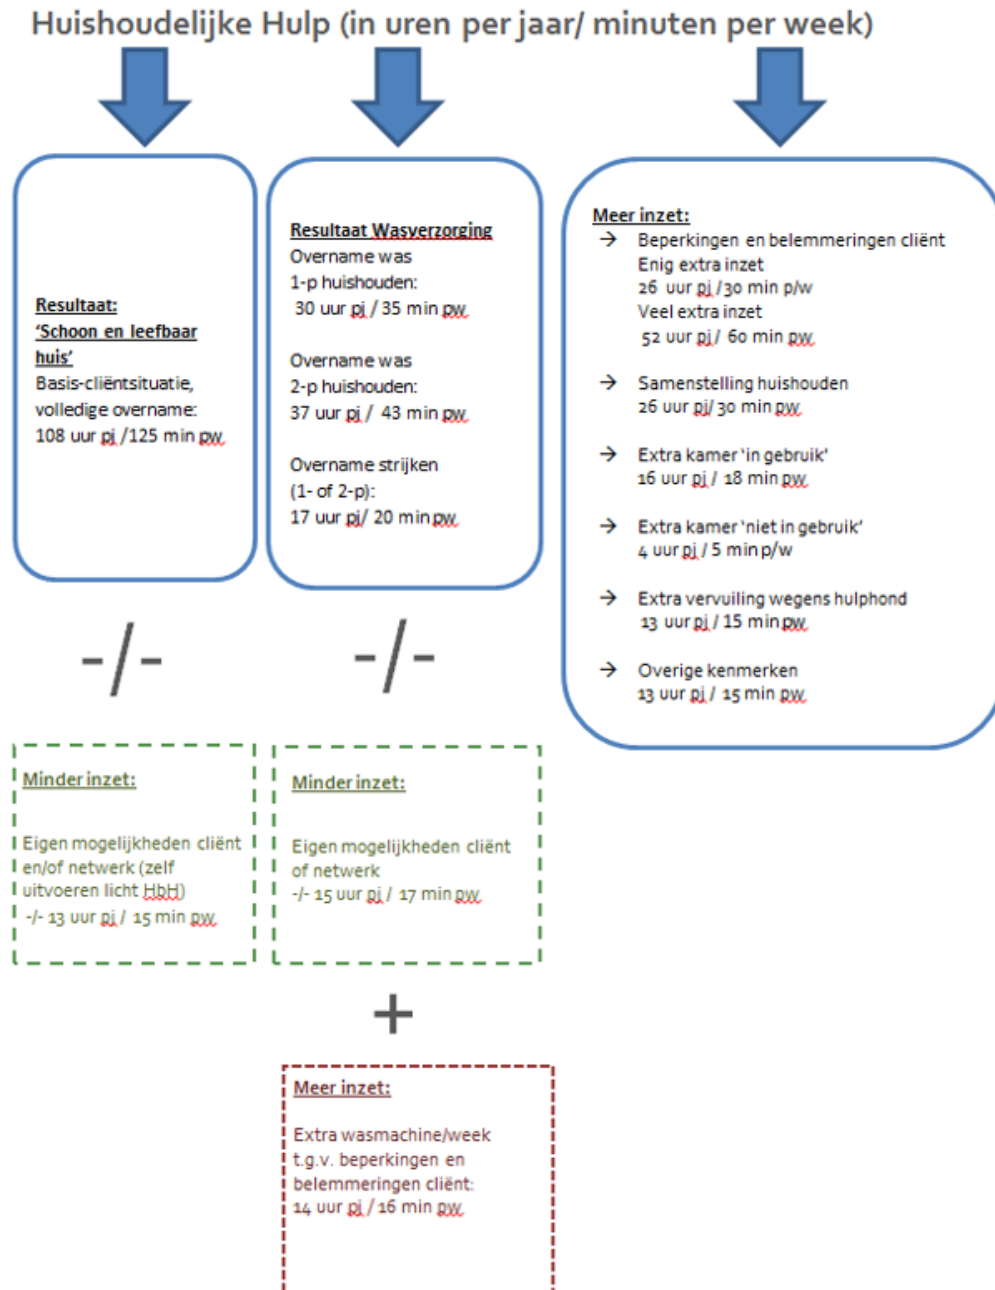 Huishoudelijke Hulp (in uren per jaar/ minuten per week)
Resultaat:
‘Schoon en leefbaar
huis’
Basis-cliëntsituatie,
volledige overname:
108 uur pj /125 min pw
Resultaat Wasverzorging
Overname was
1-p huishouden:
30 uur pj / 35 min pw
Overname was
2-p huishouden:
37 uur pj / 43 min pw
Overname strijken
(1- of 2-p):
17 uur pj/ 20 min pw
Meer inzet:
→ Beperkingen en belemmeringen cliënt
Enig extra inzet
26 uur pj /30 min p/w
Veel extra inzet
52 uur pj / 60 min pw
→ Samenstelling huishouden
26 uur pj/ 30 min pw
→ Extra kamer ‘in gebruik’
16 uur pj / 18 min pw
→ Extra kamer ‘niet in gebruik’
4 uur pj / 5 min p/w
→ Extra vervuiling wegens hulphond
13 uur pj / 15 min pw
→ Overige kenmerken
13 uur pj / 15 min pw
-/-
-/-
Minder inzet:
Eigen mogelijkheden cliënt
en/of netwerk (zelf
uitvoeren licht HbH)
-/- 13 uur pj / 15 min pw
Minder inzet:
Eigen mogelijkheden cliënt
of netwerk
-/- 15 uur pj / 17 min pw
+
Meer inzet:
Extra wasmachine/week
t.g.v. beperkingen en
belemmeringen cliënt:
14 uur pj / 16 min pw